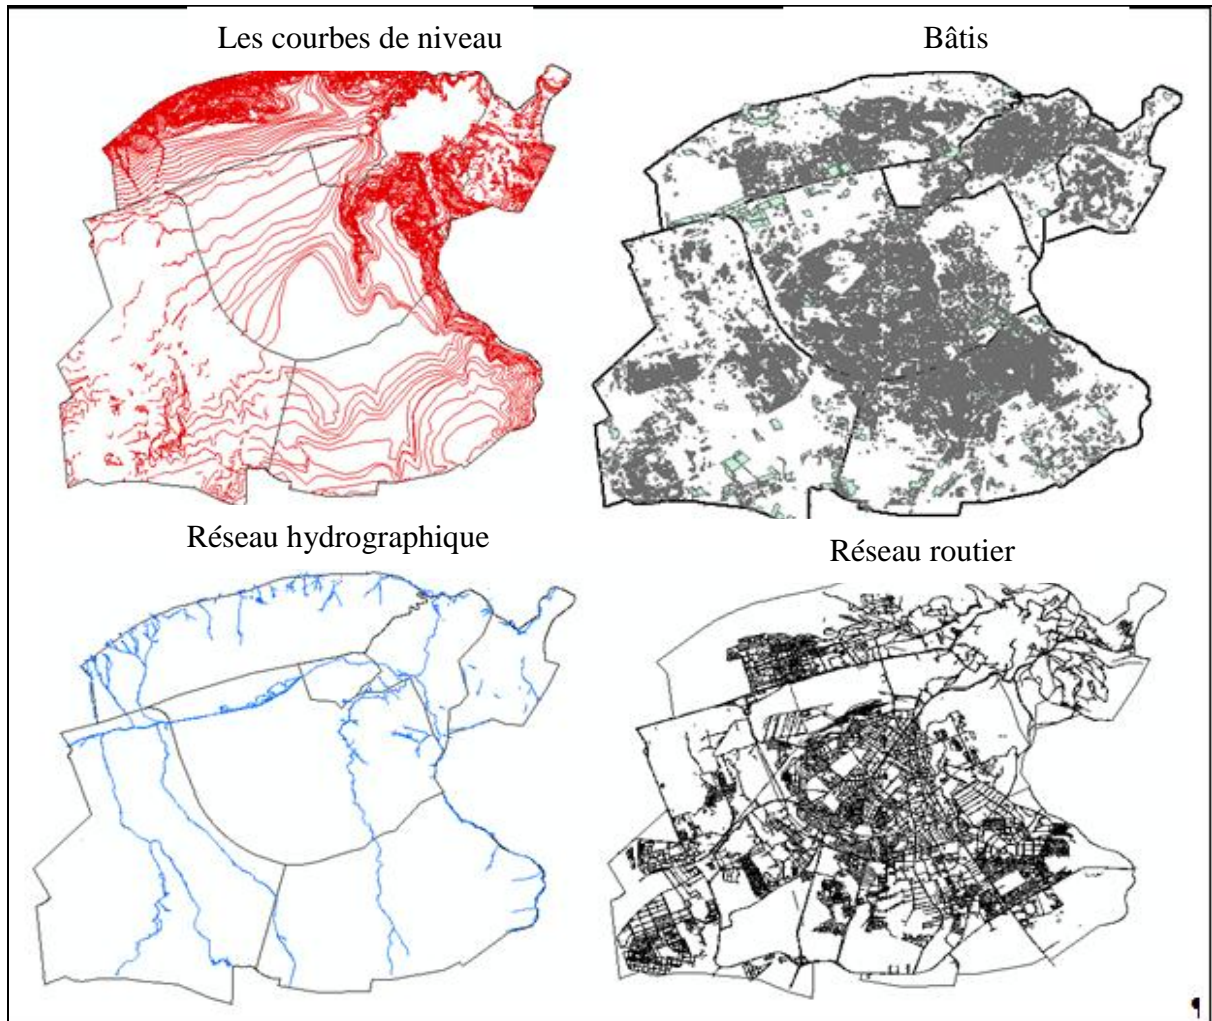 Les courbes de niveau
Bâtis
Réseau hydrographique
Réseau routier
¶